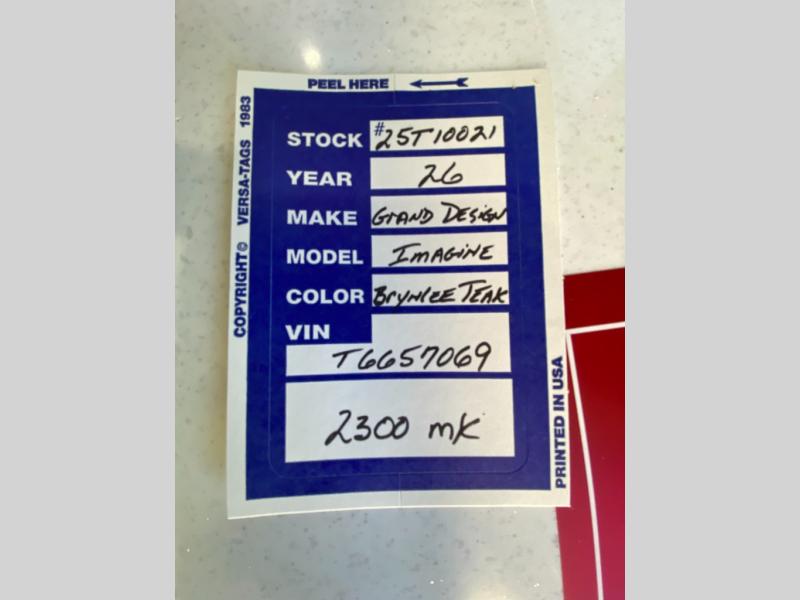 PEEL HERE
COPYRIGHT© VERSA-TAGS 1983
STOCK #25T10021
YEAR 26
MAKE GRAND DESIGN
MODEL IMAGINE
COLOR TEAK
VIN
T6657069
2300 MK
PRINTED IN USA